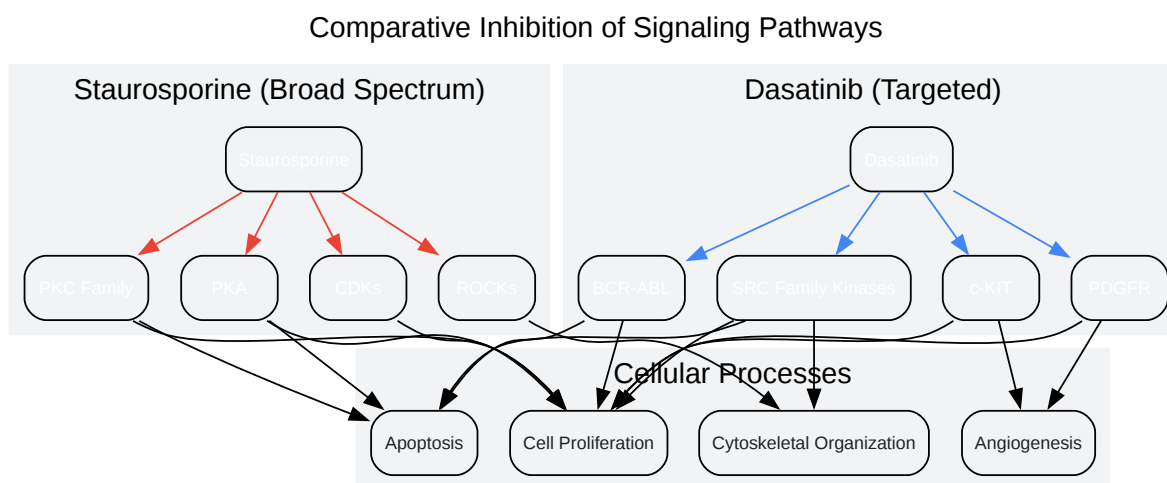 Comparative Inhibition of Signaling Pathways
Staurosporine (Broad Spectrum)
Dasatinib (Targeted)
Staurosporine
Dasatinib
PKC Family
PKA
CDKs
ROCKs
BCR-ABL
SRC Family Kinases
c-KIT
PDGFR
Cellular Processes
Apoptosis
Cell Proliferation
Cytoskeletal Organization
Angiogenesis